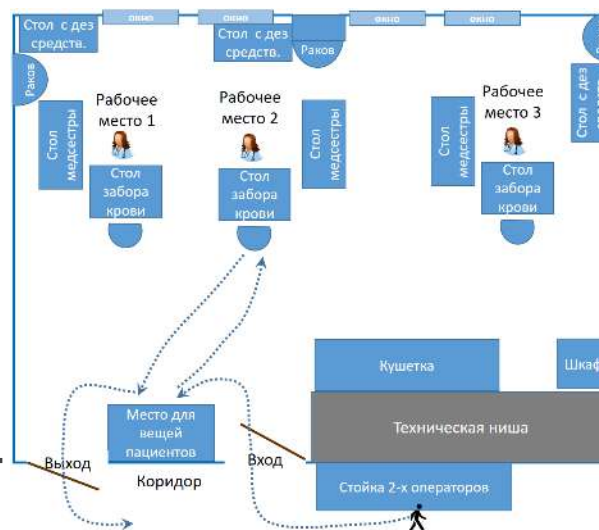 окно
окно
окно
окно
Стол с дез
средств.
Стол с дез
средств.
Раков
Раков
Раков
Рабочее
место 1
Рабочее
место 2
Рабочее
место 3
Стол с дез
средств
Стол
медсестры
Стол
медсестры
Стол
медсестры
Стол
забора
крови
Стол
забора
крови
Стол
забора
крови
Кушетка
Шкаф
Место для
вещей
пациентов
Техническая ниша
Выход
Вход
Коридор
Стойка 2-х операторов